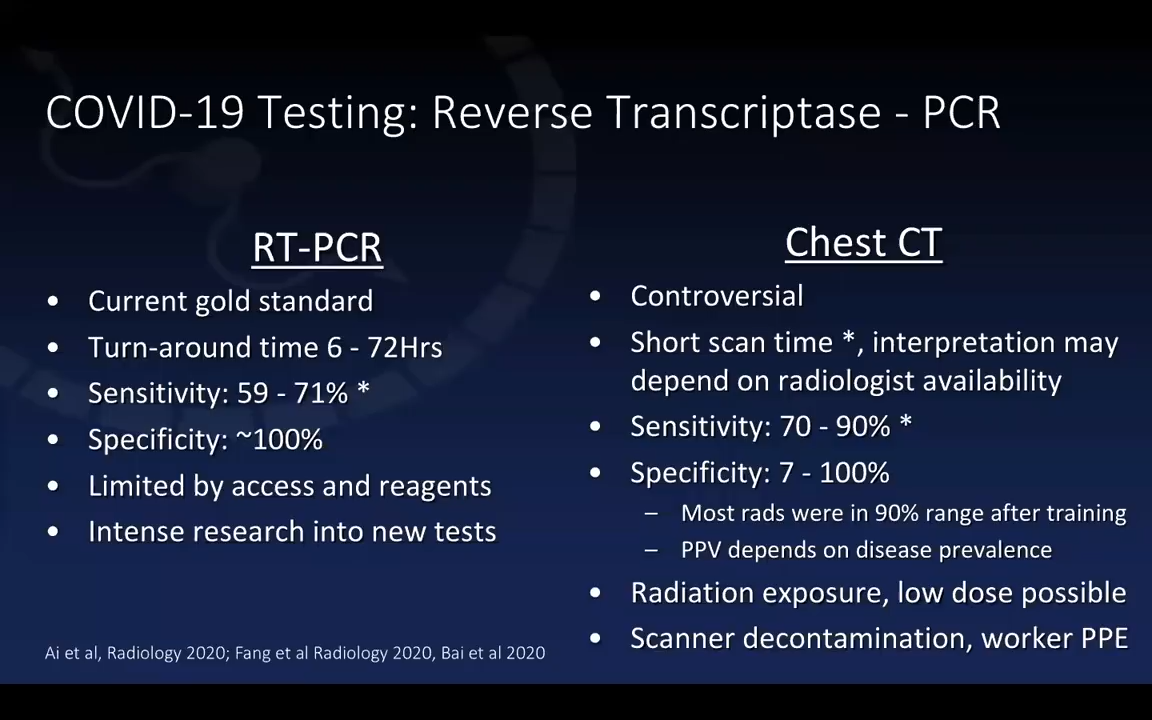 COVID-19 Testing: Reverse Transcriptase - PCR
RT-PCR
• Current gold standard
• Turn-around time 6 - 72Hrs
• Sensitivity: 59 - 71% *
• Specificity: ~100%
• Limited by access and reagents
• Intense research into new tests
Chest CT
• Controversial
• Short scan time *, interpretation may
depend on radiologist availability
• Sensitivity: 70 - 90% *
• Specificity: 7 - 100%
– Most rads were in 90% range after training
– PPV depends on disease prevalence
• Radiation exposure, low dose possible
• Scanner decontamination, worker PPE
Ai et al, Radiology 2020; Fang et al Radiology 2020, Bai et al 2020